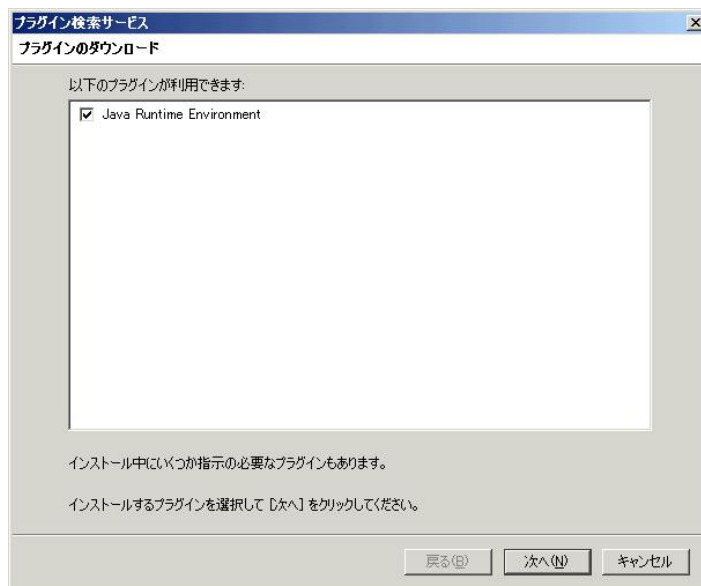 プラグイン検索サービス
プラグインのダウンロード
以下のプラグインが利用できます:
Java Runtime Environment
インストール中にいくつか指示の必要なプラグインもあります。
インストールするプラグインを選択して [次へ] をクリックしてください。
戻る(B) 次へ(N) キャンセル